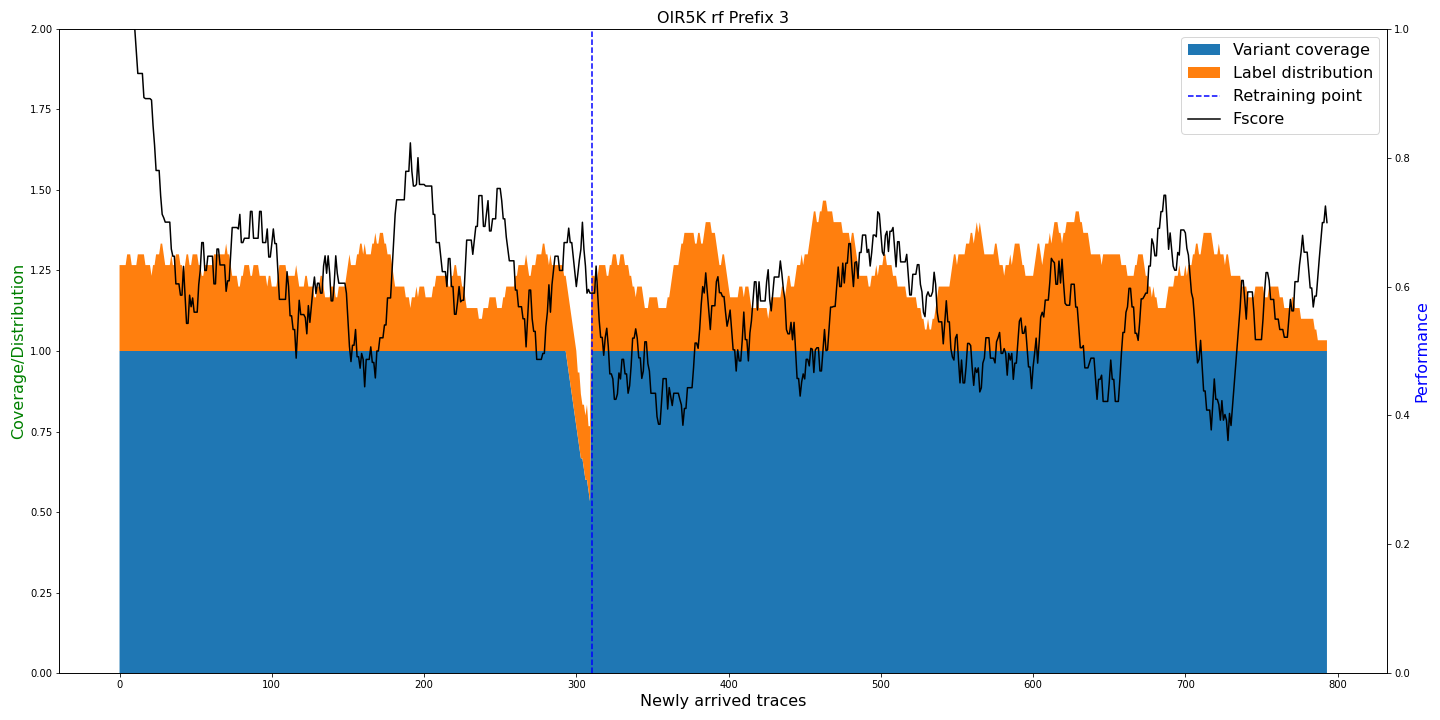 OIR5K rf Prefix 3
2.00
1.75
1.50
1.25
1.00
0.75
0.50
0.25
0.00
Coverage/Distribution
Variant coverage
Label distribution
Retraining point
Fscore
1.0
0.8
0.6
0.4
0.2
0.0
Performance
0 100 200 300 400 500 600 700 800
Newly arrived traces